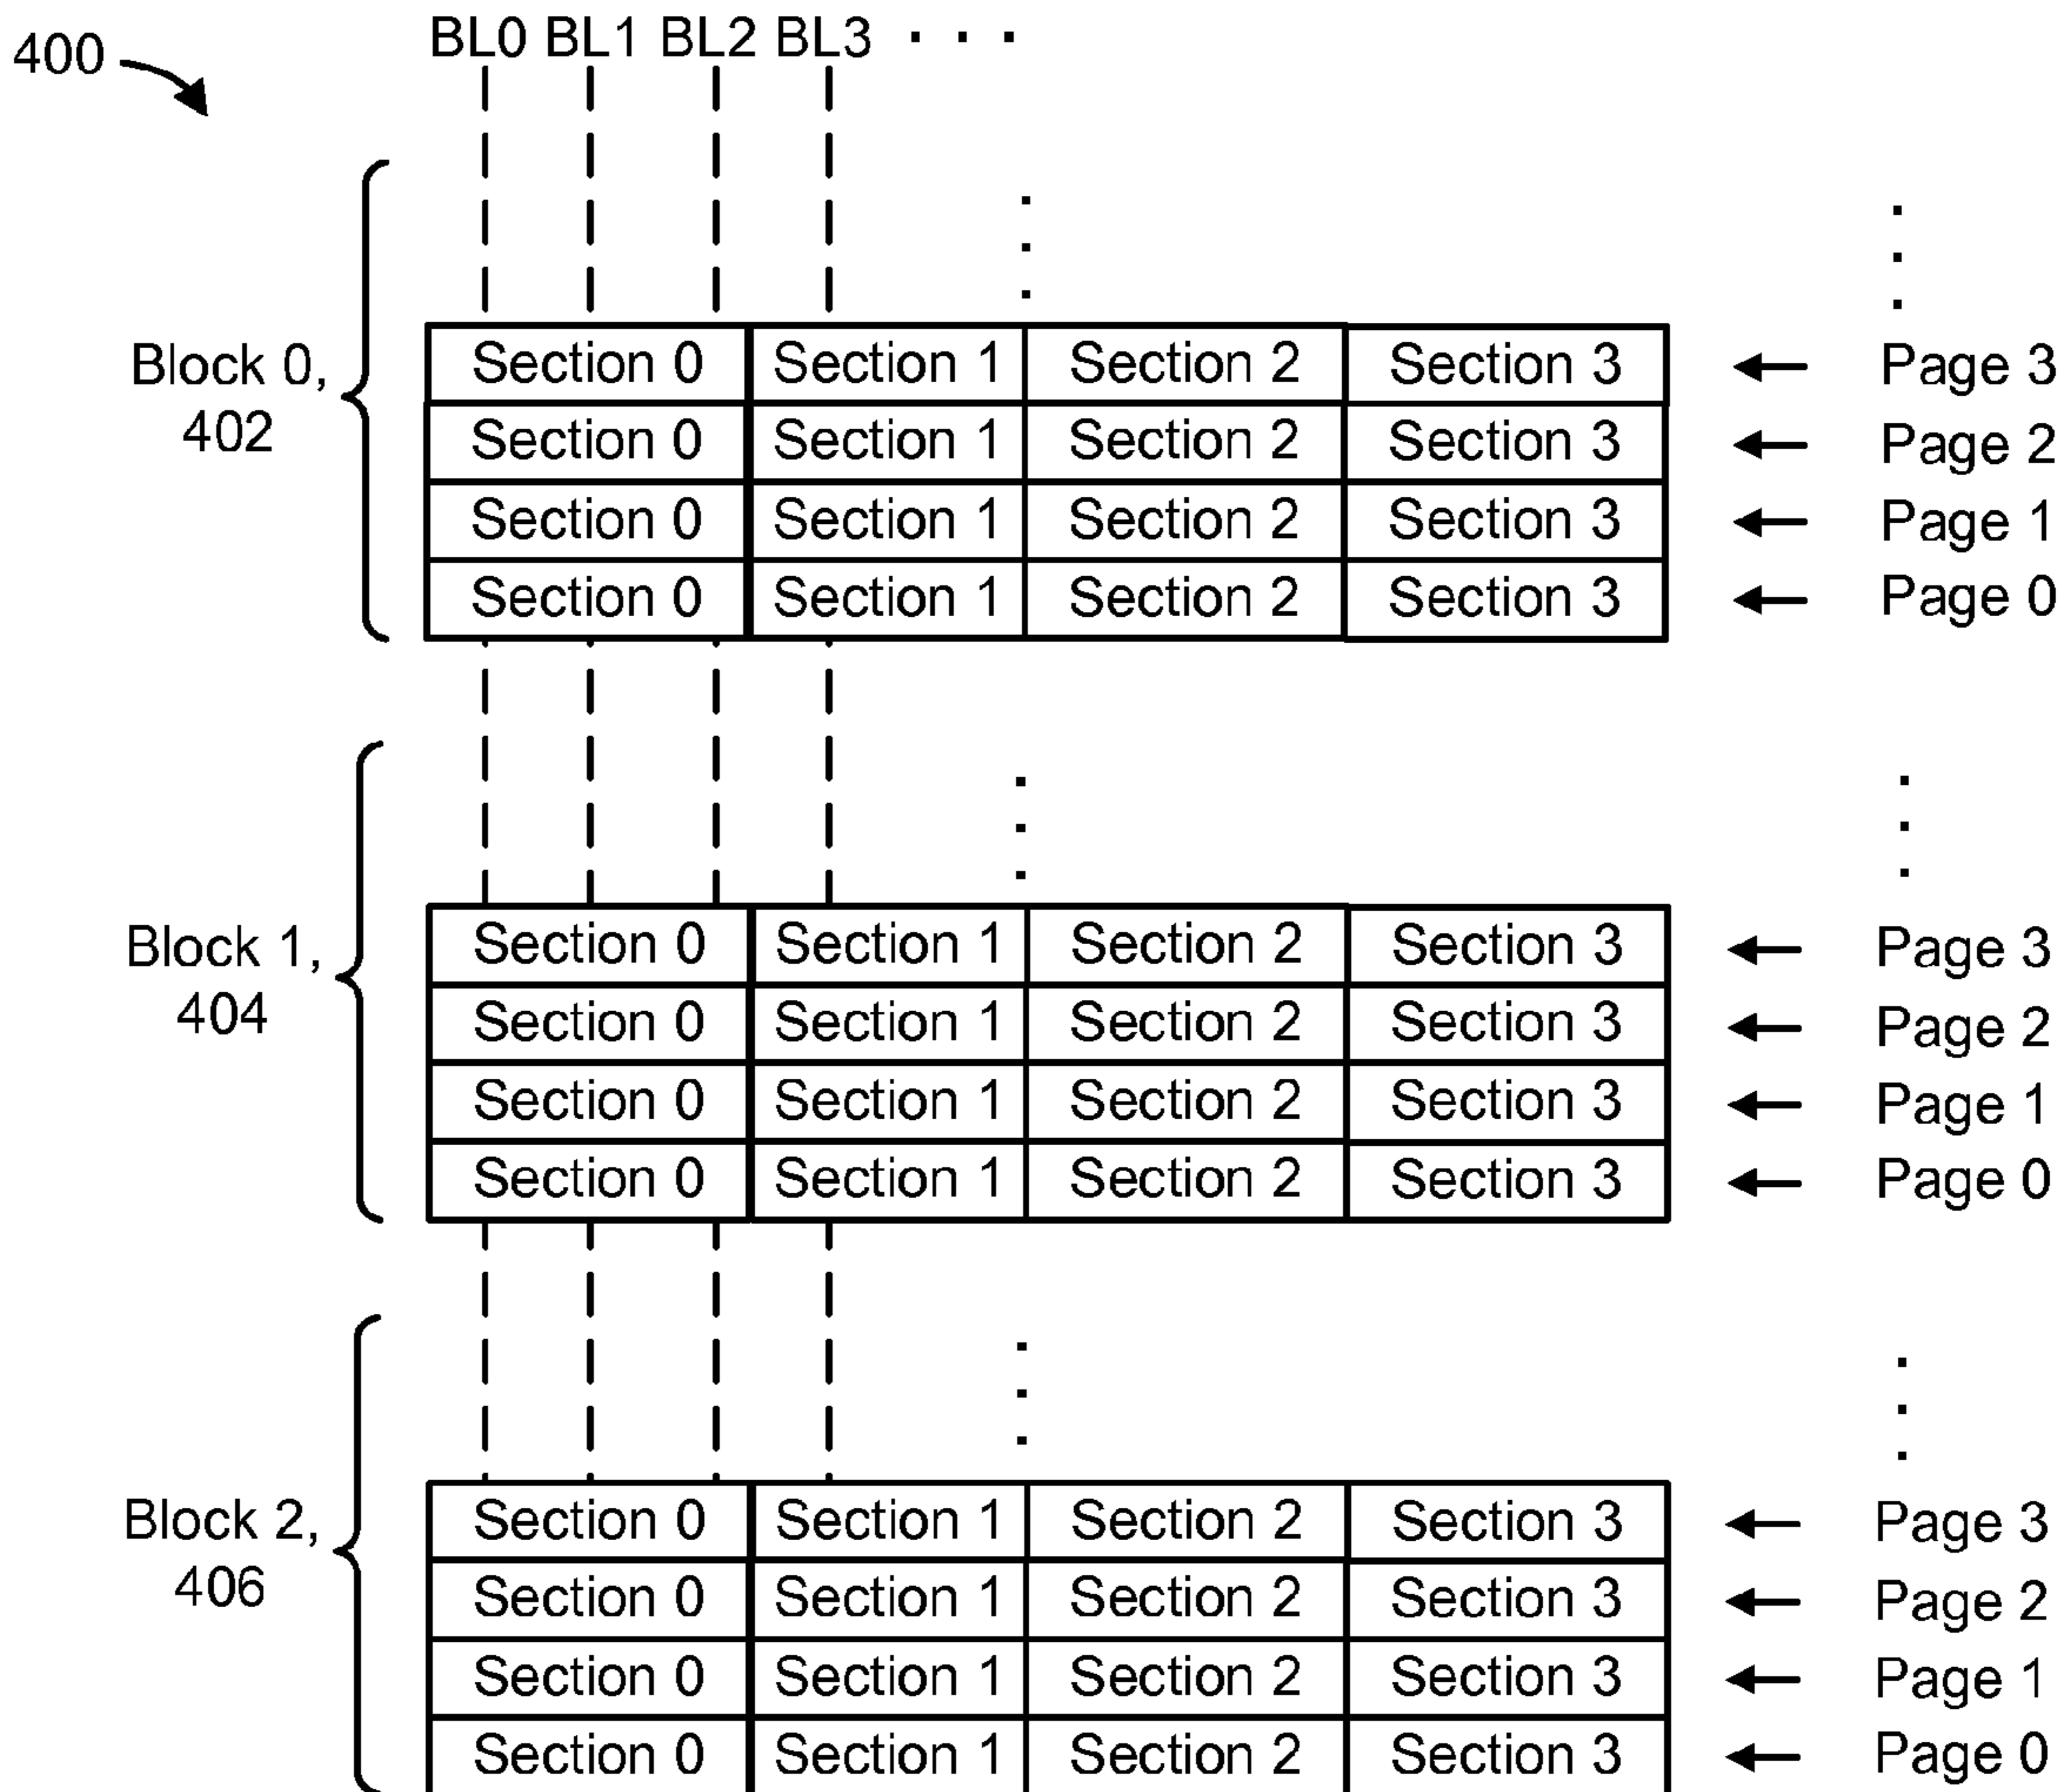 400
BL0 BL1 BL2 BL3 . . .
Block 0,
402
Section 0 Section 1 Section 2 Section 3 Page 3
Section 0 Section 1 Section 2 Section 3 Page 2
Section 0 Section 1 Section 2 Section 3 Page 1
Section 0 Section 1 Section 2 Section 3 Page 0
Block 1,
404
Section 0 Section 1 Section 2 Section 3 Page 3
Section 0 Section 1 Section 2 Section 3 Page 2
Section 0 Section 1 Section 2 Section 3 Page 1
Section 0 Section 1 Section 2 Section 3 Page 0
Block 2,
406
Section 0 Section 1 Section 2 Section 3 Page 3
Section 0 Section 1 Section 2 Section 3 Page 2
Section 0 Section 1 Section 2 Section 3 Page 1
Section 0 Section 1 Section 2 Section 3 Page 0